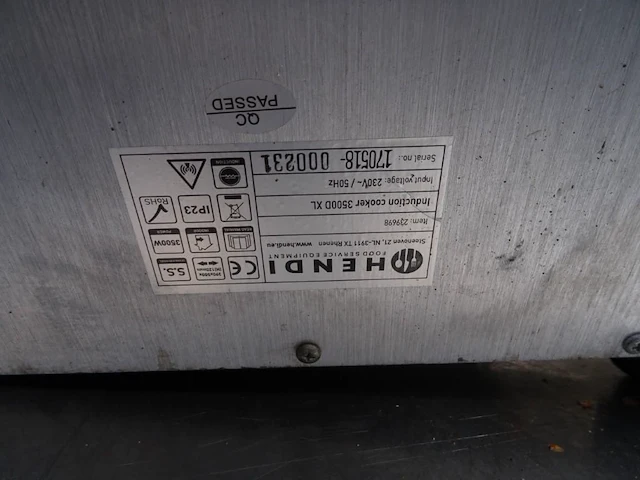 HENDI
FOOD SERVICE EQUIPMENT
Steenoven 21, NL-3911 TX Rhenen www.hendi.eu
Item: 239698
Induction cooker 3500D XL
Input voltage: 230V~ / 50Hz
Serial no.: 170518-000231
CE
S.S.
3500W
IP23
RoHS
QC
PASSED